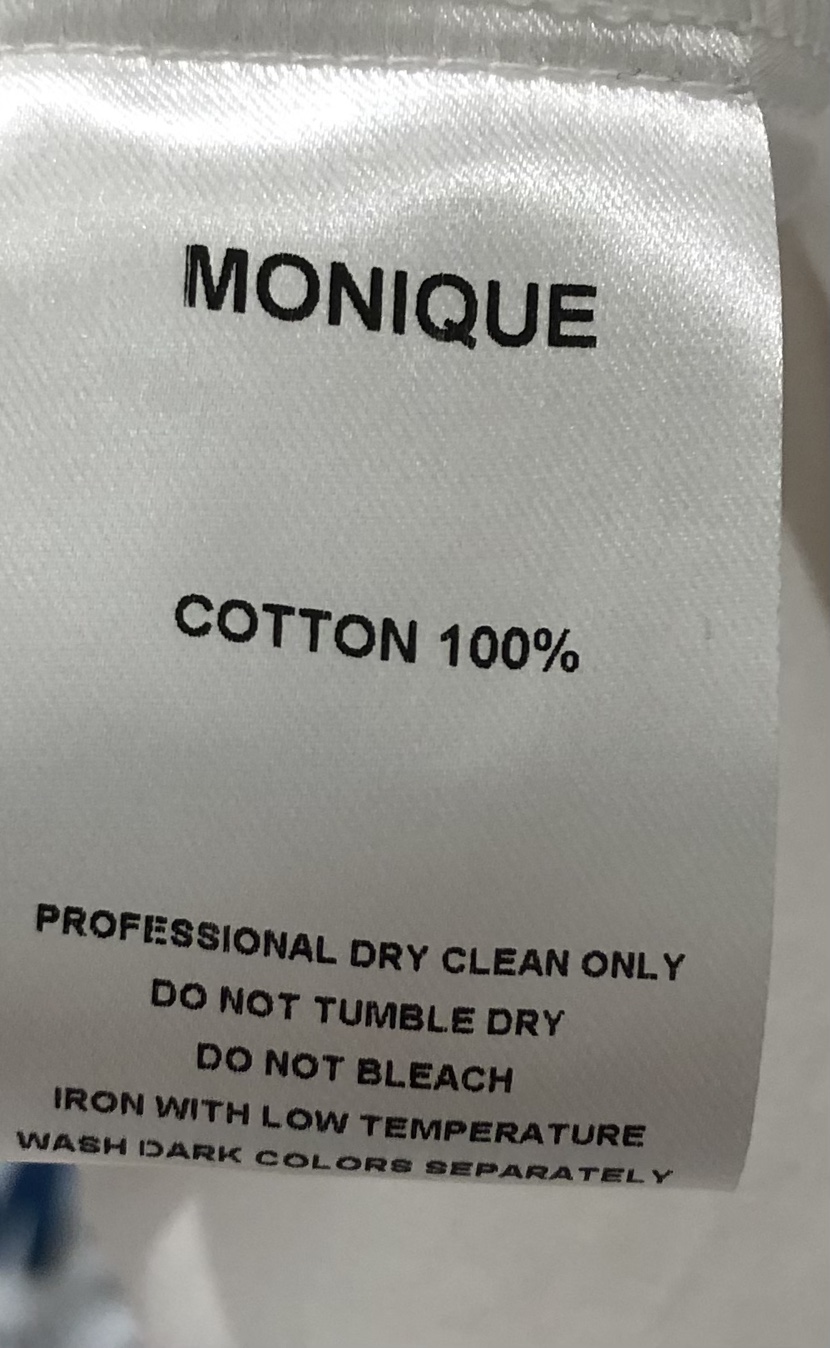 MONIQUE
COTTON 100%
PROFESSIONAL DRY CLEAN ONLY
DO NOT TUMBLE DRY
DO NOT BLEACH
IRON WITH LOW TEMPERATURE
WASH DARK COLORS SEPARATELY